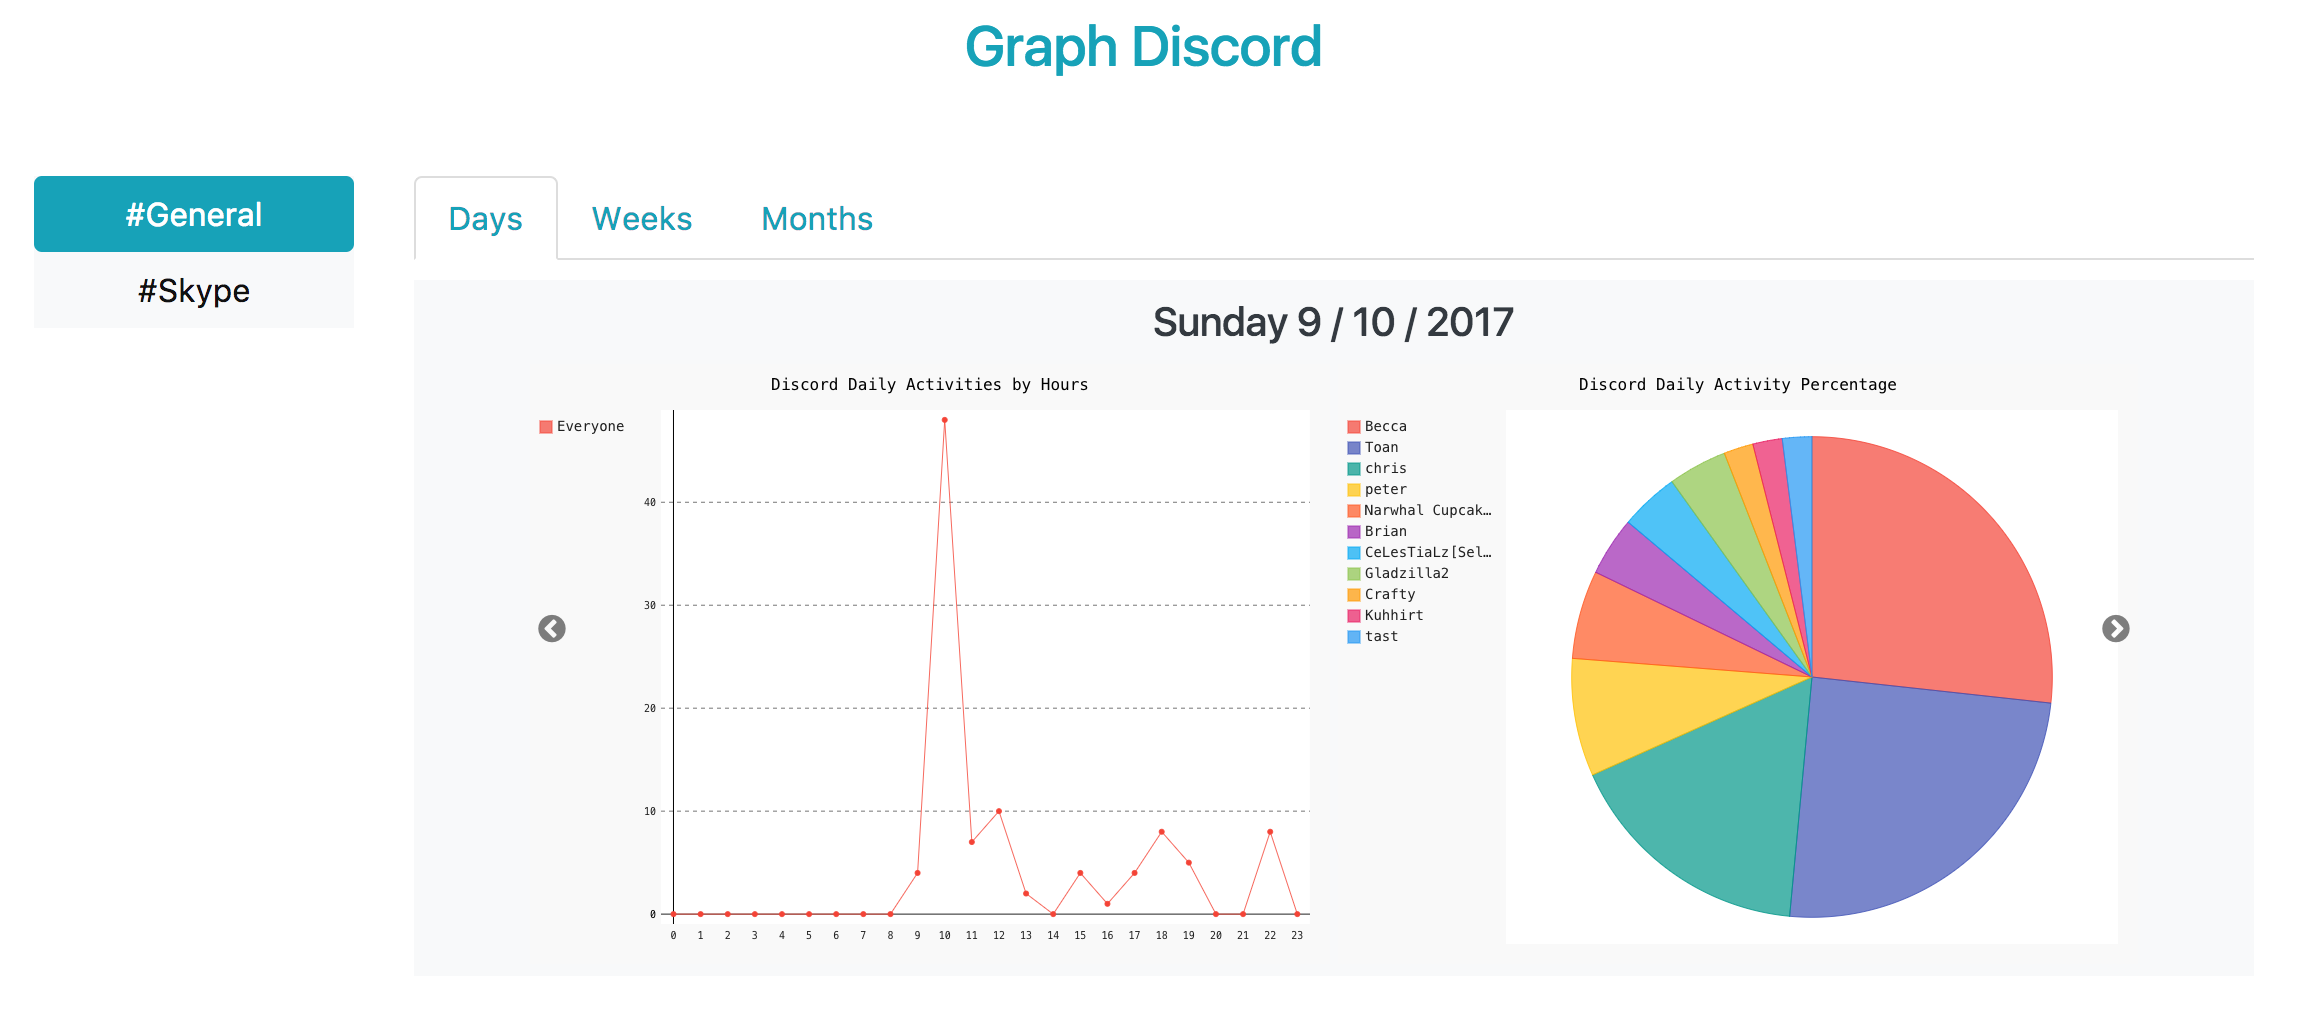 Graph Discord
#General
#Skype
Days Weeks Months
Sunday 9 / 10 / 2017
Discord Daily Activities by Hours
Everyone
40
30
20
10
0
0 1 2 3 4 5 6 7 8 9 10 11 12 13 14 15 16 17 18 19 20 21 22 23
Discord Daily Activity Percentage
Becca
Toan
chris
peter
Narwhal Cupcak…
Brian
CeLesTiaLz[Sel…
Gladzilla2
Crafty
Kuhhirt
tast